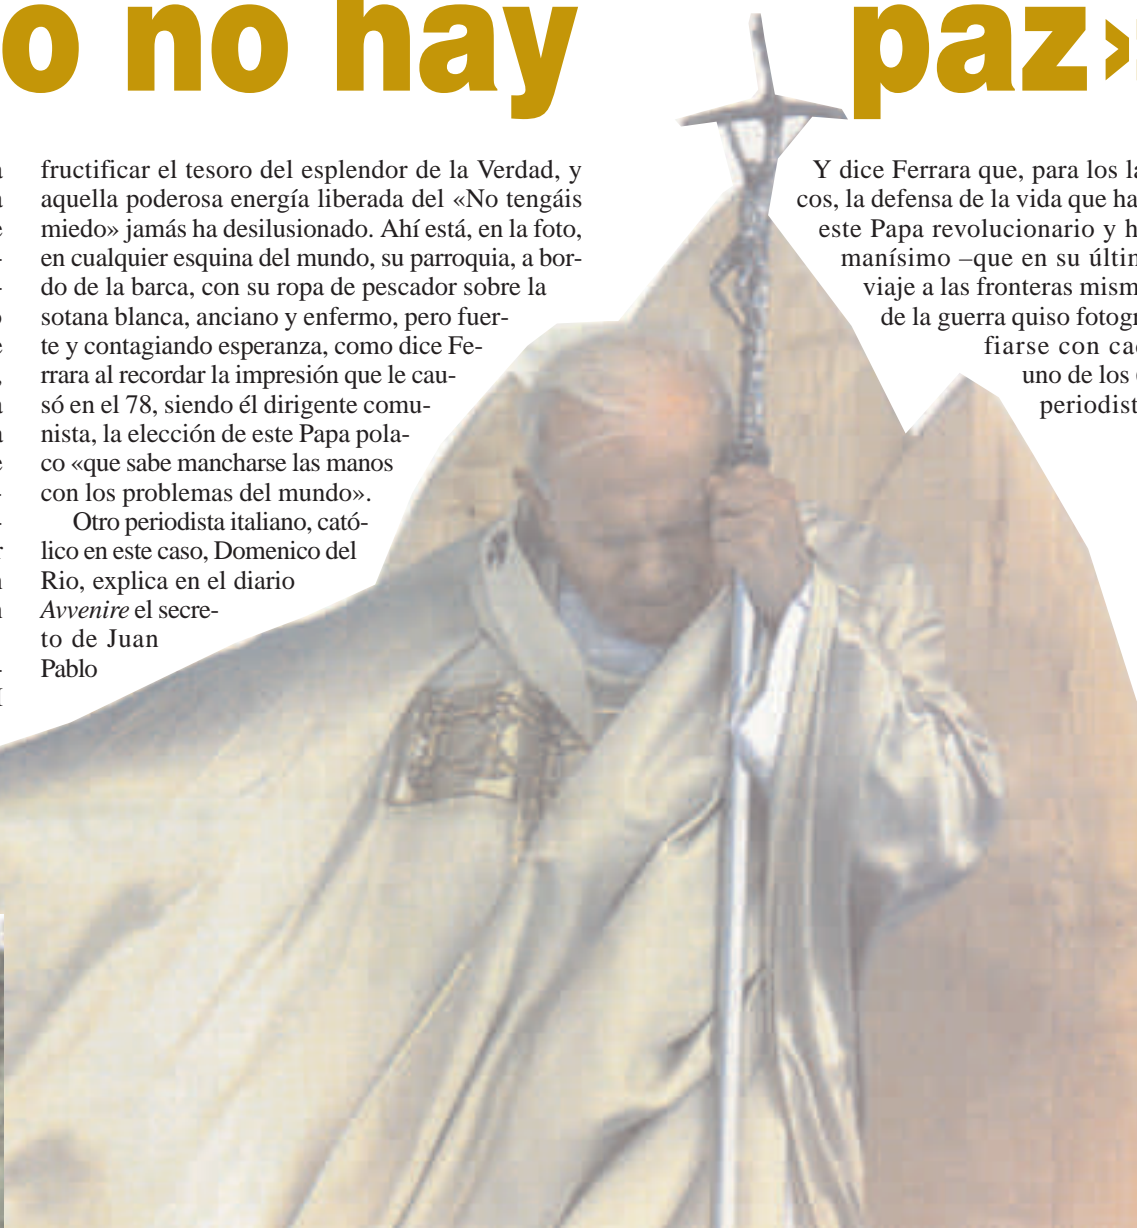 o no hay paz»
fructificar el tesoro del esplendor de la Verdad, y
aquella poderosa energía liberada del «No tengáis
miedo» jamás ha desilusionado. Ahí está, en la foto,
en cualquier esquina del mundo, su parroquia, a bor-
do de la barca, con su ropa de pescador sobre la
sotana blanca, anciano y enfermo, pero fuer-
te y contagiando esperanza, como dice Fe-
rrara al recordar la impresión que le cau-
só en el 78, siendo él dirigente comu-
nista, la elección de este Papa pola-
co «que sabe mancharse las manos
con los problemas del mundo».
Otro periodista italiano, cató-
lico en este caso, Domenico del
Rio, explica en el diario
Avvenire el secre-
to de Juan
Pablo
Y dice Ferrara que, para los la
cos, la defensa de la vida que ha
este Papa revolucionario y h
manísimo –que en su últim
viaje a las fronteras mism
de la guerra quiso fotogr
fiarse con cad
uno de los
periodist